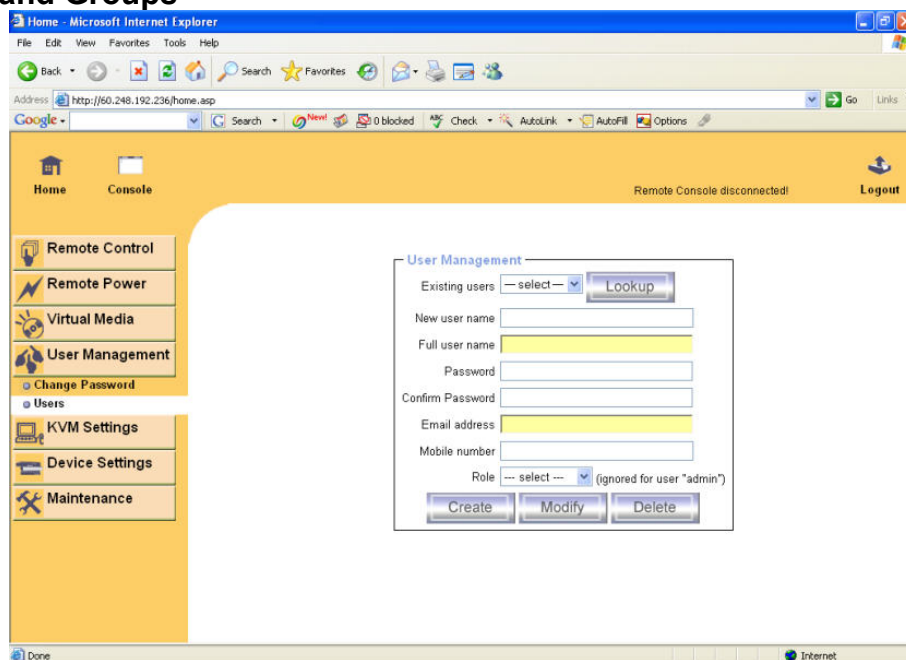 and Groups
Home - Microsoft Internet Explorer
File Edit View Favorites Tools Help
Back Search Favorites
Address http://60.248.192.236/home.asp Go Links
Google Search New! 0 blocked ABC Check AutoLink AutoFill Options
Home Console Remote Console disconnected! Logout
Remote Control
Remote Power
Virtual Media
User Management
Change Password
Users
KVM Settings
Device Settings
Maintenance
User Management
Existing users — select — Lookup
New user name
Full user name
Password
Confirm Password
Email address
Mobile number
Role --- select --- (ignored for user "admin")
Create Modify Delete
Done Internet